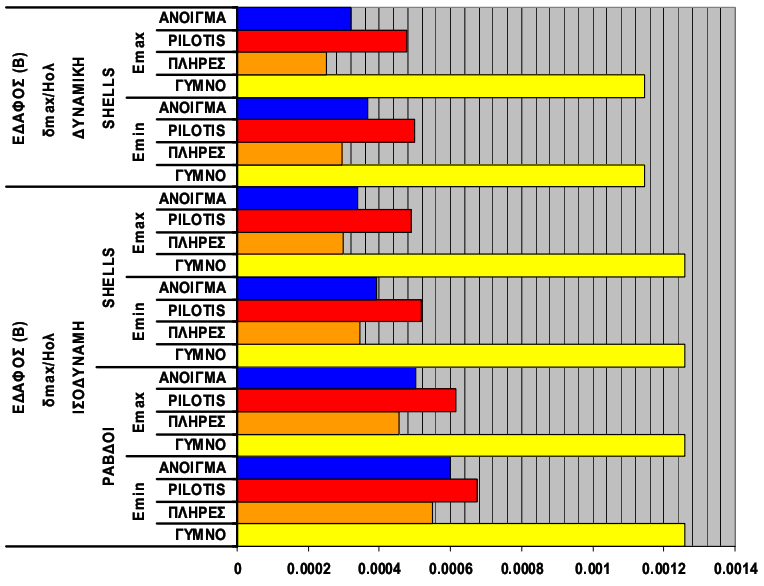 ΕΔΑΦΟΣ (Β)
δmax/Ηολ
ΔΥΝΑΜΙΚΗ
SHELLS
Emax
ΑΝΟΙΓΜΑ
PILOTIS
ΠΛΗΡΕΣ
ΓΥΜΝΟ
Emin
ΑΝΟΙΓΜΑ
PILOTIS
ΠΛΗΡΕΣ
ΓΥΜΝΟ
ΕΔΑΦΟΣ (Β)
δmax/Ηολ
ΙΣΟΔΥΝΑΜΗ
SHELLS
Emax
ΑΝΟΙΓΜΑ
PILOTIS
ΠΛΗΡΕΣ
ΓΥΜΝΟ
Emin
ΑΝΟΙΓΜΑ
PILOTIS
ΠΛΗΡΕΣ
ΓΥΜΝΟ
ΡΑΒΔΟΙ
Emax
ΑΝΟΙΓΜΑ
PILOTIS
ΠΛΗΡΕΣ
ΓΥΜΝΟ
Emin
ΑΝΟΙΓΜΑ
PILOTIS
ΠΛΗΡΕΣ
ΓΥΜΝΟ
0 0.0002 0.0004 0.0006 0.0008 0.001 0.0012 0.0014